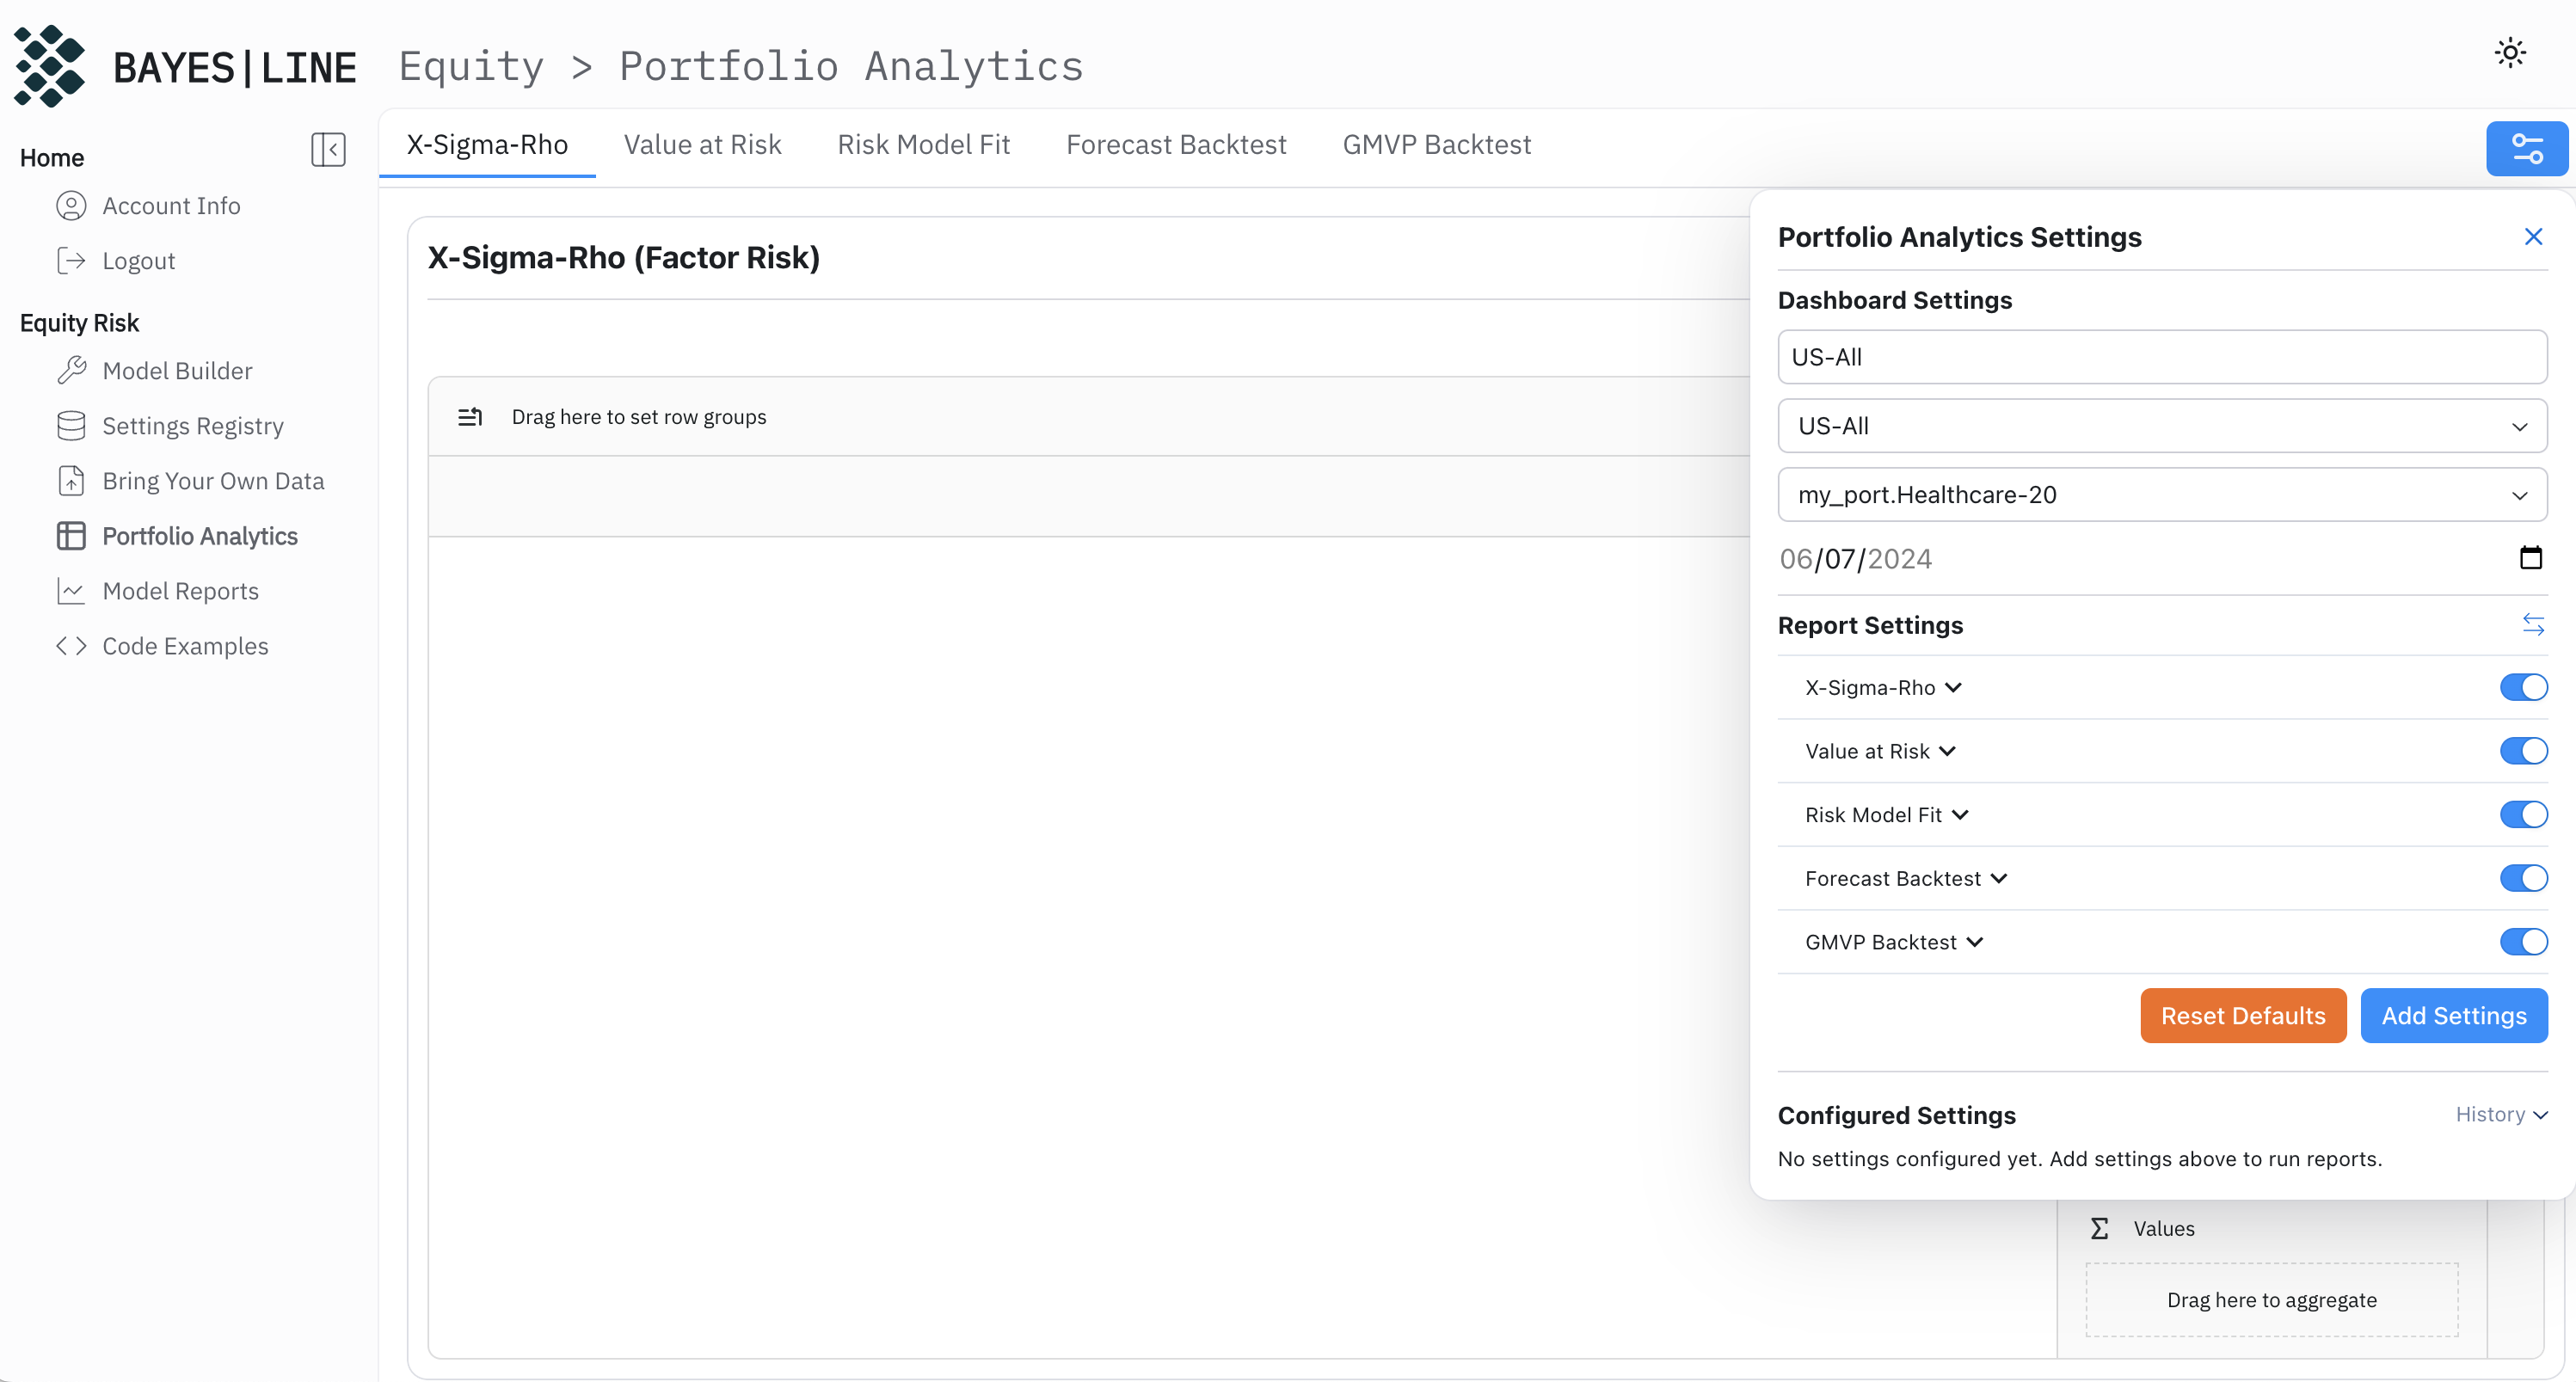 BAYES|LINE
Equity > Portfolio Analytics
Home
Account Info
Logout
Equity Risk
Model Builder
Settings Registry
Bring Your Own Data
Portfolio Analytics
Model Reports
Code Examples
X-Sigma-Rho
Value at Risk
Risk Model Fit
Forecast Backtest
GMVP Backtest
X-Sigma-Rho (Factor Risk)
Drag here to set row groups
Portfolio Analytics Settings
Dashboard Settings
US-All
US-All
my_port.Healthcare-20
06/07/2024
Report Settings
X-Sigma-Rho
Value at Risk
Risk Model Fit
Forecast Backtest
GMVP Backtest
Reset Defaults
Add Settings
Configured Settings
History
No settings configured yet. Add settings above to run reports.
Values
Drag here to aggregate